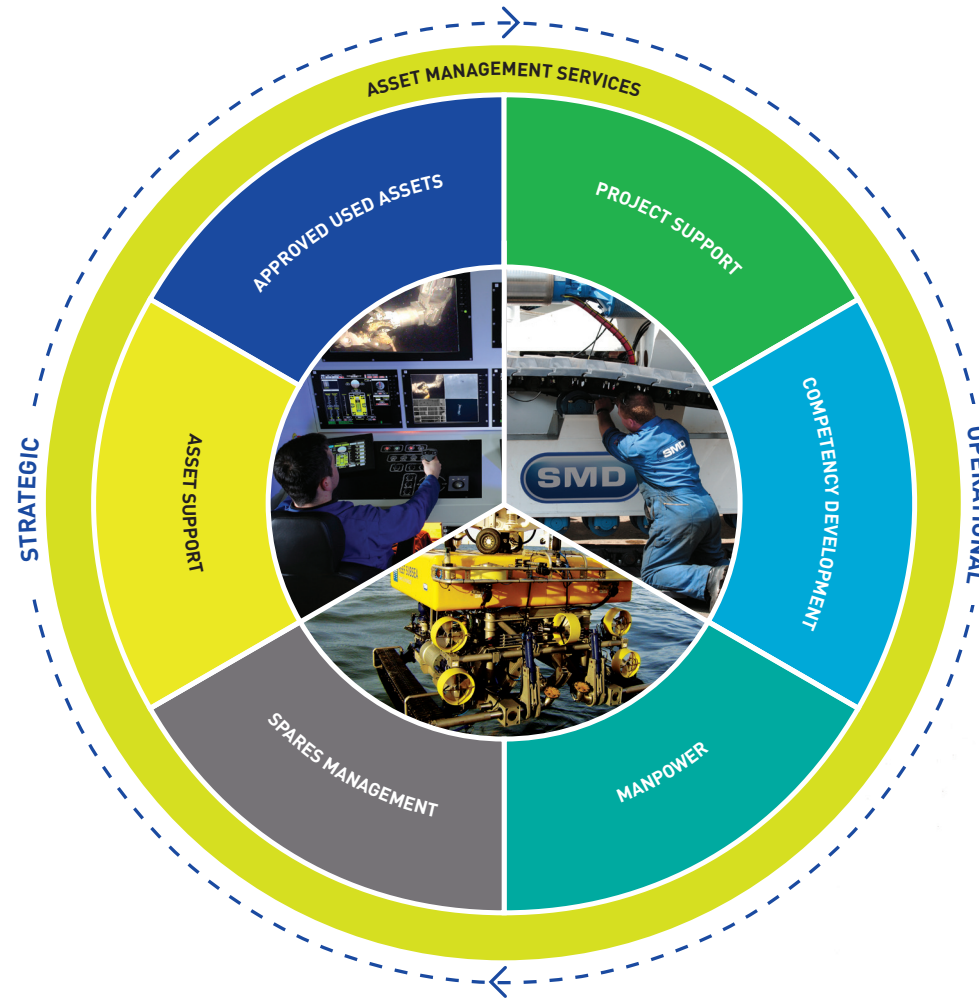 ASSET MANAGEMENT SERVICES
APPROVED USED ASSETS
PROJECT SUPPORT
COMPETENCY DEVELOPMENT
MANPOWER
SPARES MANAGEMENT
ASSET SUPPORT
STRATEGIC
OPERATIONAL
SMD
SMD